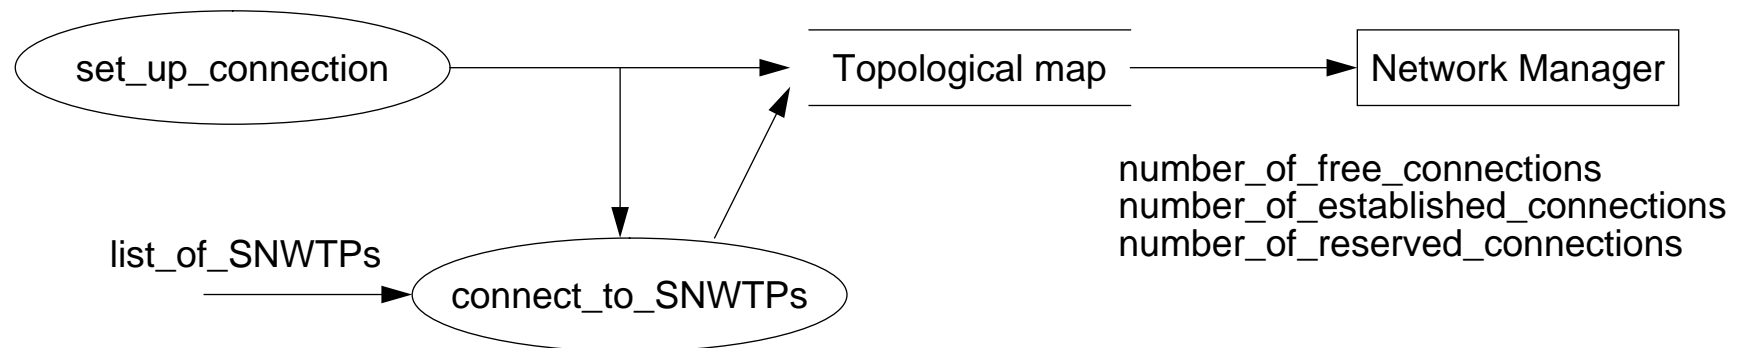 set_up_connection
Topological map
Network Manager
number_of_free_connections
number_of_established_connections
number_of_reserved_connections
list_of_SNWTPs
connect_to_SNWTPs